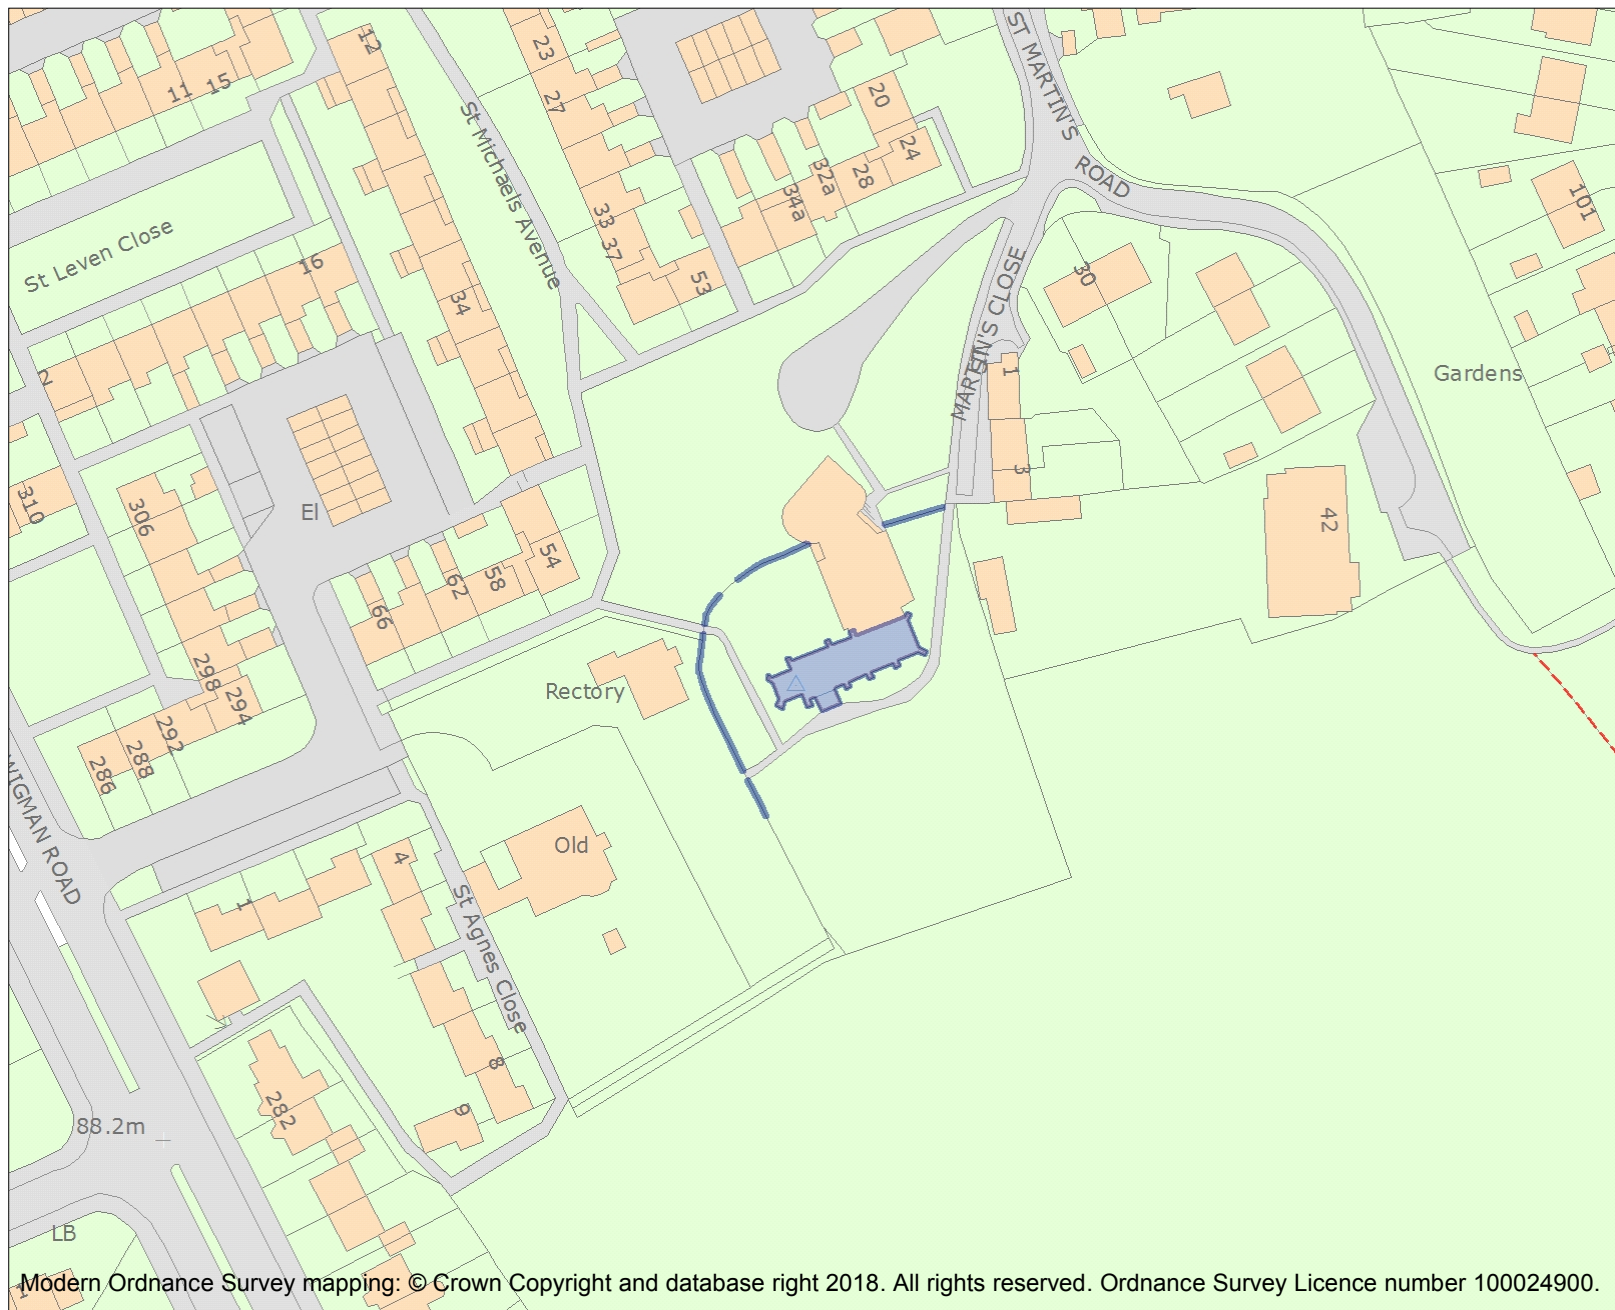 12
23
11 15
27
20
24
ST MARTIN'S
ROAD
St Michaels Avenue
32a
28
34a
101
33
37
St Leven Close
16
53
30
34
MARTIN'S CLOSE
1
2
Gardens
3
310
306
El
42
54
58
62
66
298
294
Rectory
292
288
286
WIGMAN ROAD
Old
4
1
St Agnes Close
8
9
282
88.2m
LB
1
Modern Ordnance Survey mapping: © Crown Copyright and database right 2018. All rights reserved. Ordnance Survey Licence number 100024900.